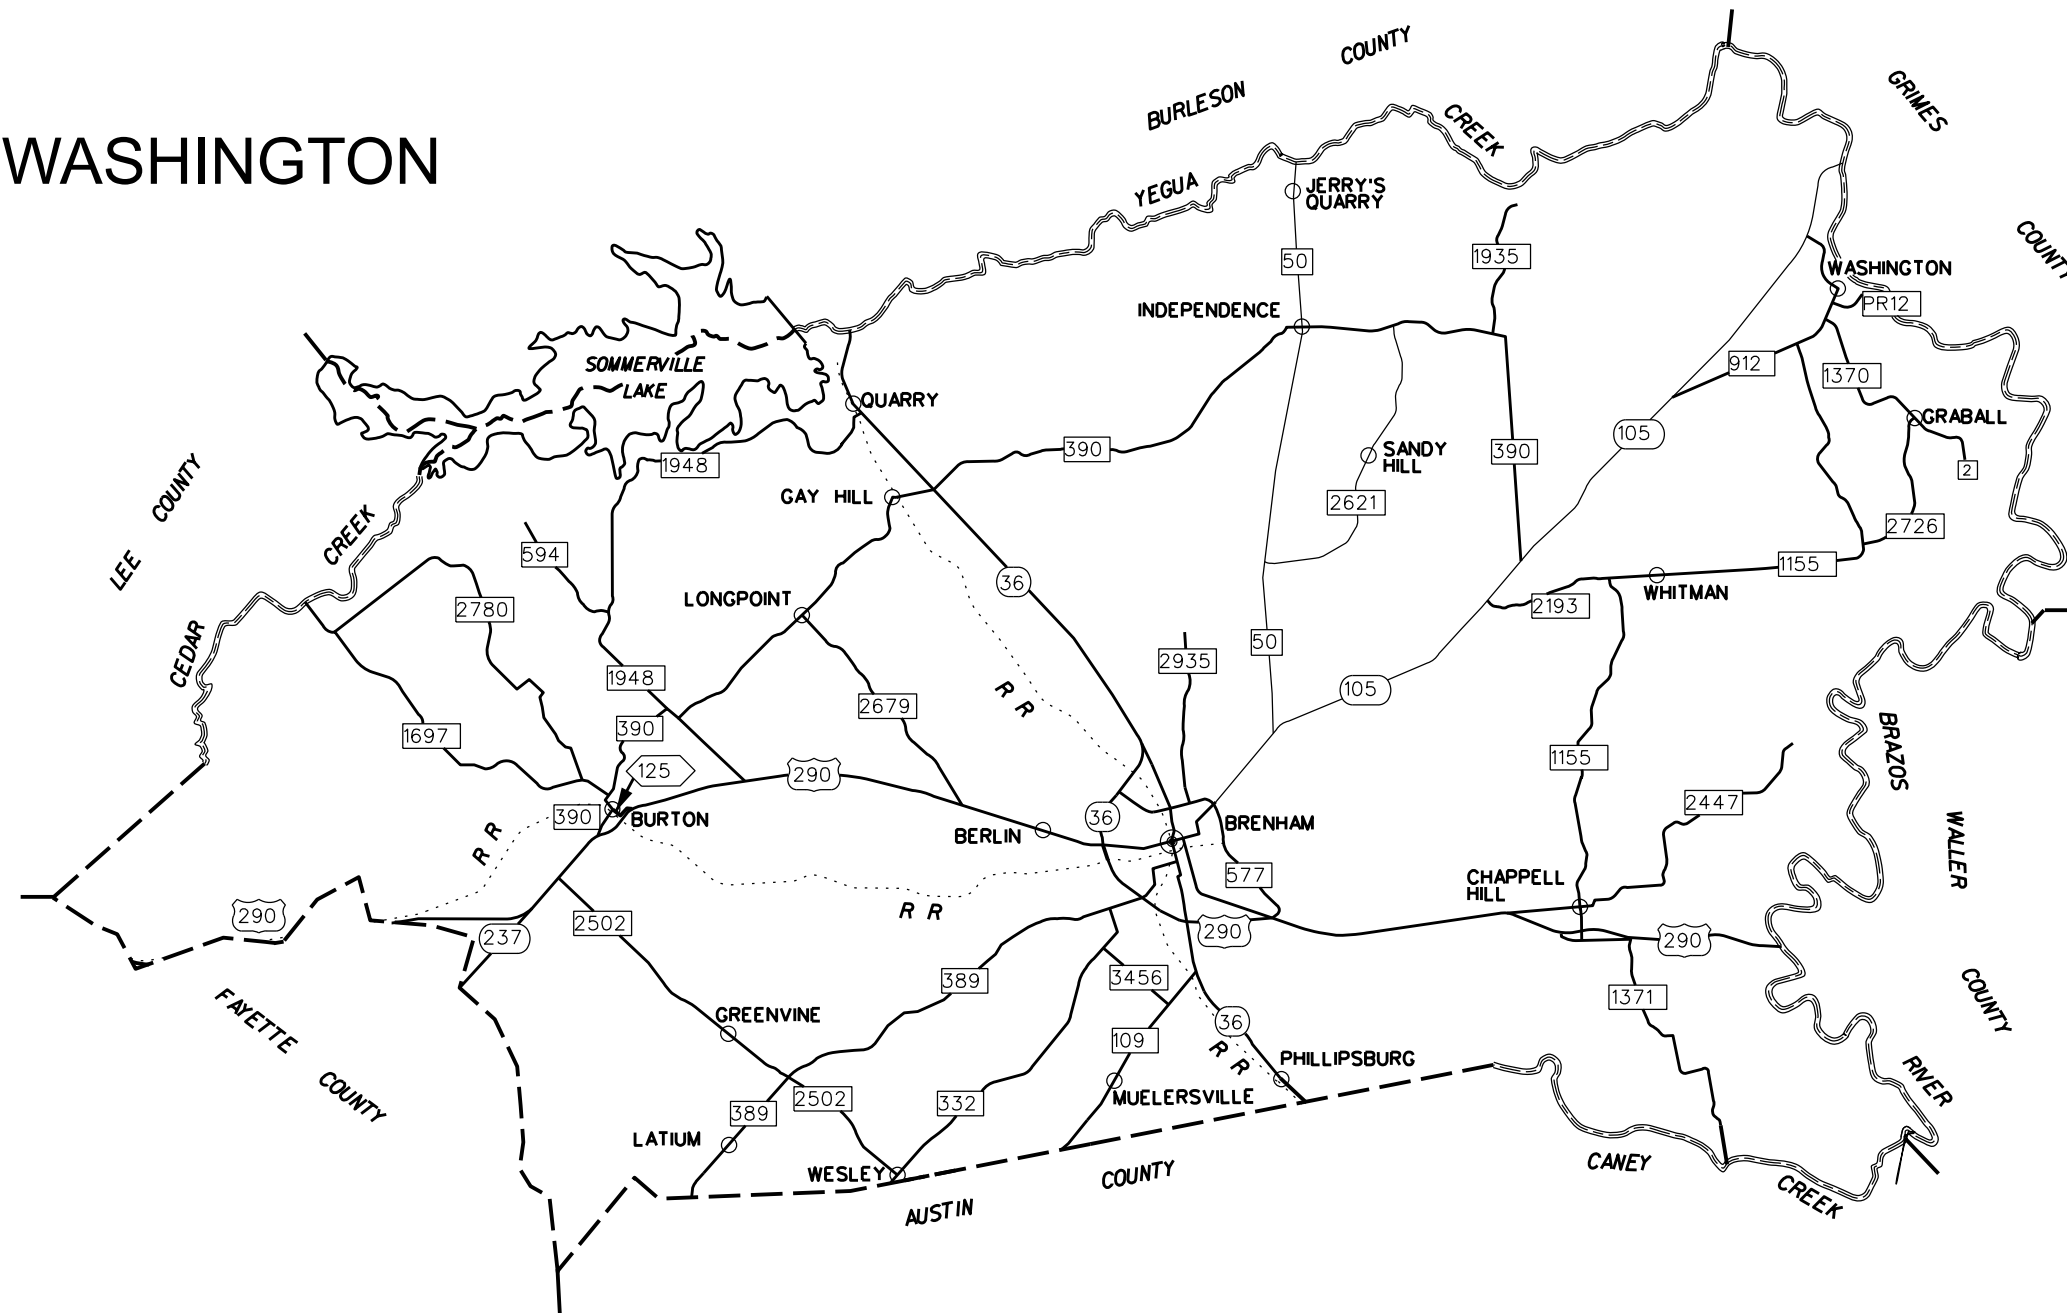 WASHINGTON
BURLESON
COUNTY
GRIMES
COUNTY
YEGUA
CREEK
JERRY'S
QUARRY
50
1935
WASHINGTON
PR12
INDEPENDENCE
SOMMERVILLE
LAKE
QUARRY
912
1370
GRABALL
105
2
390
390
SANDY
HILL
1948
GAY HILL
2621
2726
LEE
COUNTY
CREEK
CEDAR
594
36
1155
WHITMAN
2193
2780
LONGPOINT
50
2935
1948
R R
105
2679
390
1697
125
290
1155
BRAZOS
2447
390
BURTON
R R
36
BERLIN
BRENHAM
WALLER
577
CHAPPELL
HILL
290
2502
R R
237
290
290
389
3456
1371
COUNTY
FAYETTE
COUNTY
GREENVINE
36
109
R R
PHILLIPSBURG
RIVER
2502
332
MUELERSVILLE
389
LATIUM
WESLEY
AUSTIN
COUNTY
CANEY
CREEK